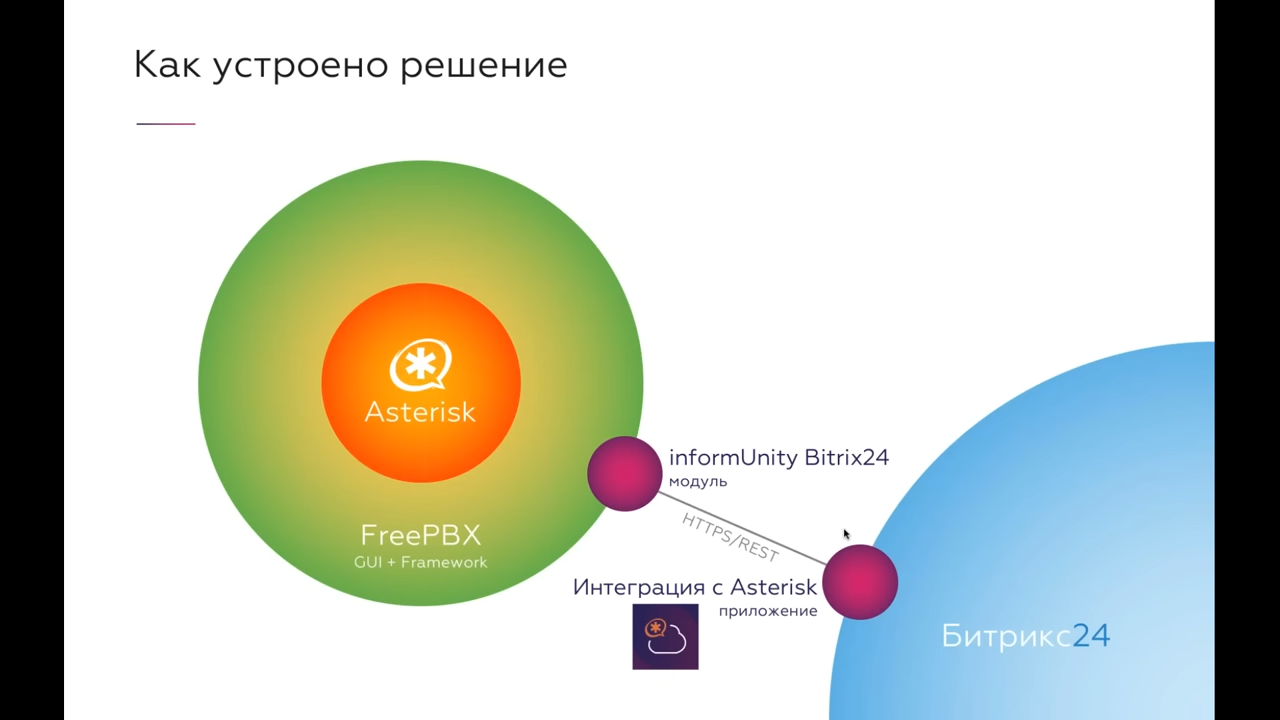 Как устроено решение
Asterisk
FreePBX
GUI + Framework
informUnity Bitrix24
модуль
HTTPS/REST
Интеграция с Asterisk
приложение
Битрикс24